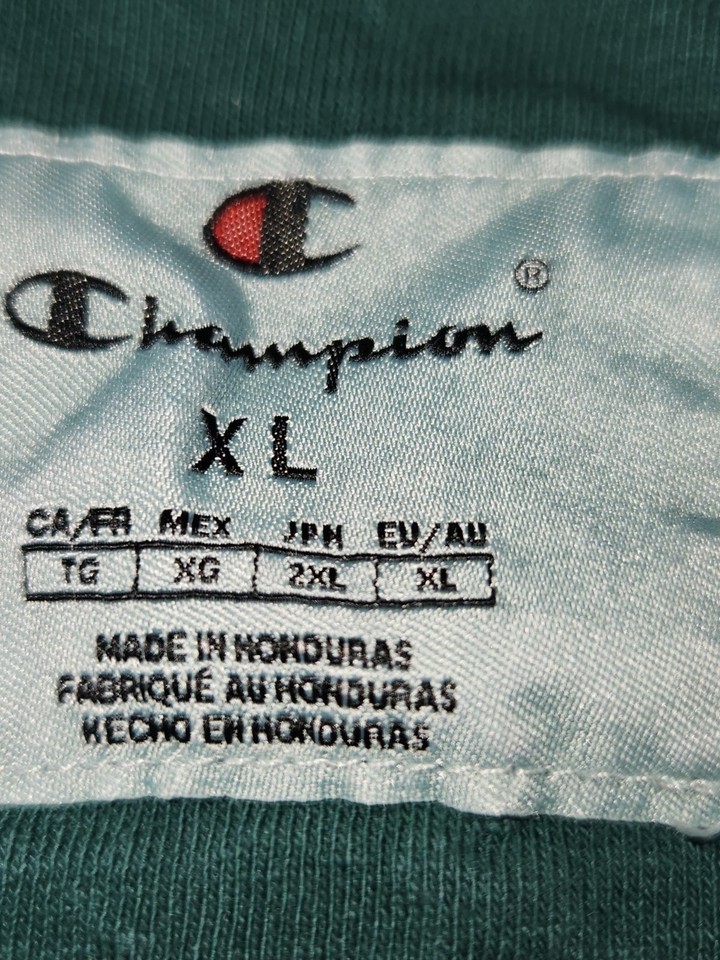 Champion®
XL
CA/FR MEX JPN EU/AU
TG XG 2XL XL
MADE IN HONDURAS
FABRIQUÉ AU HONDURAS
HECHO EN HONDURAS